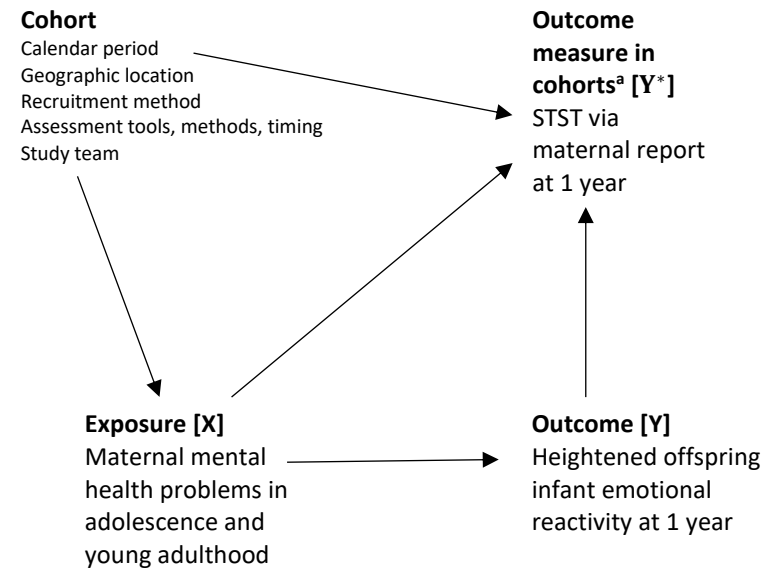 Cohort
Calendar period
Geographic location
Recruitment method
Assessment tools, methods, timing
Study team
Outcome
measure in
cohortsᵃ [Y*]
STST via
maternal report
at 1 year
Exposure [X]
Maternal mental
health problems in
adolescence and
young adulthood
Outcome [Y]
Heightened offspring
infant emotional
reactivity at 1 year